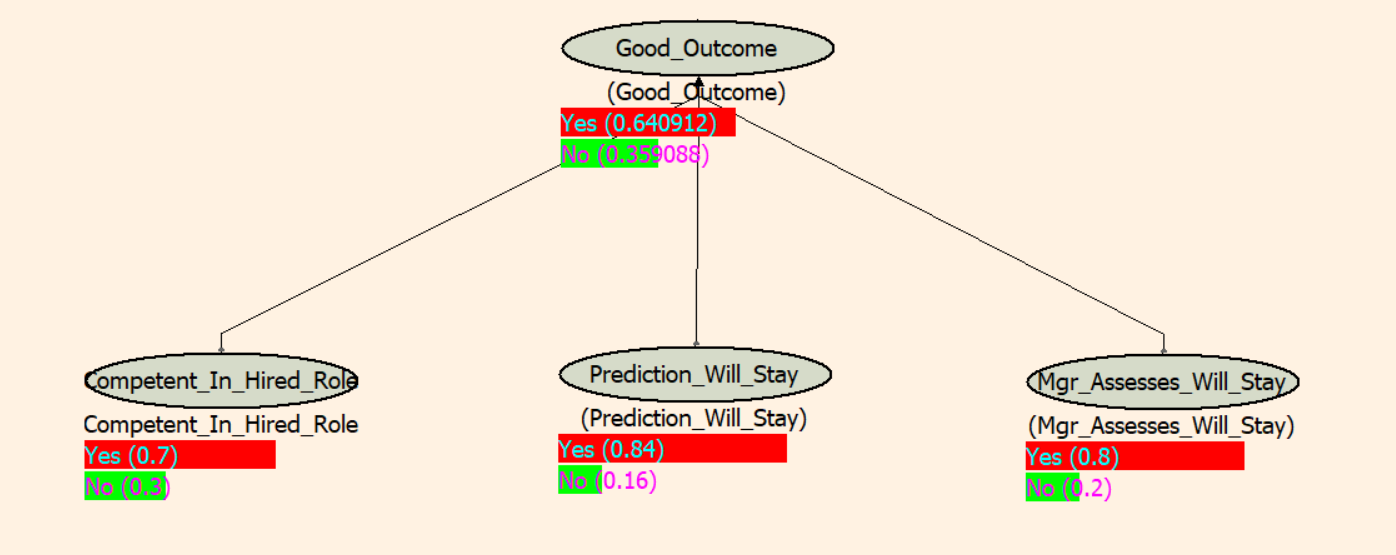 Good_Outcome
(Good_Outcome)
Yes (0.640912)
No (0.359088)
Competent_In_Hired_Role
Competent_In_Hired_Role
Yes (0.7)
No (0.3)
Prediction_Will_Stay
(Prediction_Will_Stay)
Yes (0.84)
No (0.16)
Mgr_Assesses_Will_Stay
(Mgr_Assesses_Will_Stay)
Yes (0.8)
No (0.2)